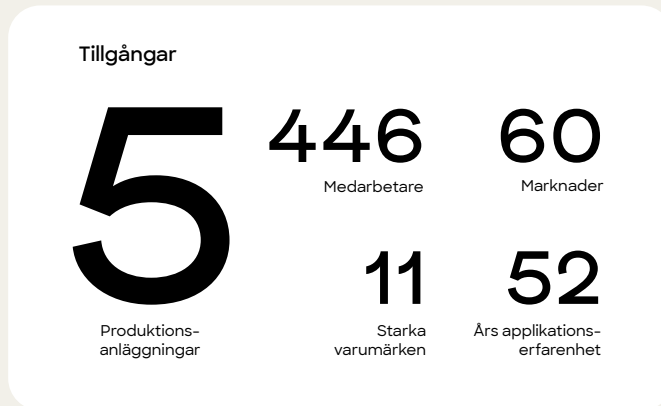 Tillgångar
5
Produktions-
anläggningar
446
Medarbetare
60
Marknader
11
Starka
varumärken
52
Års applikations-
erfarenhet